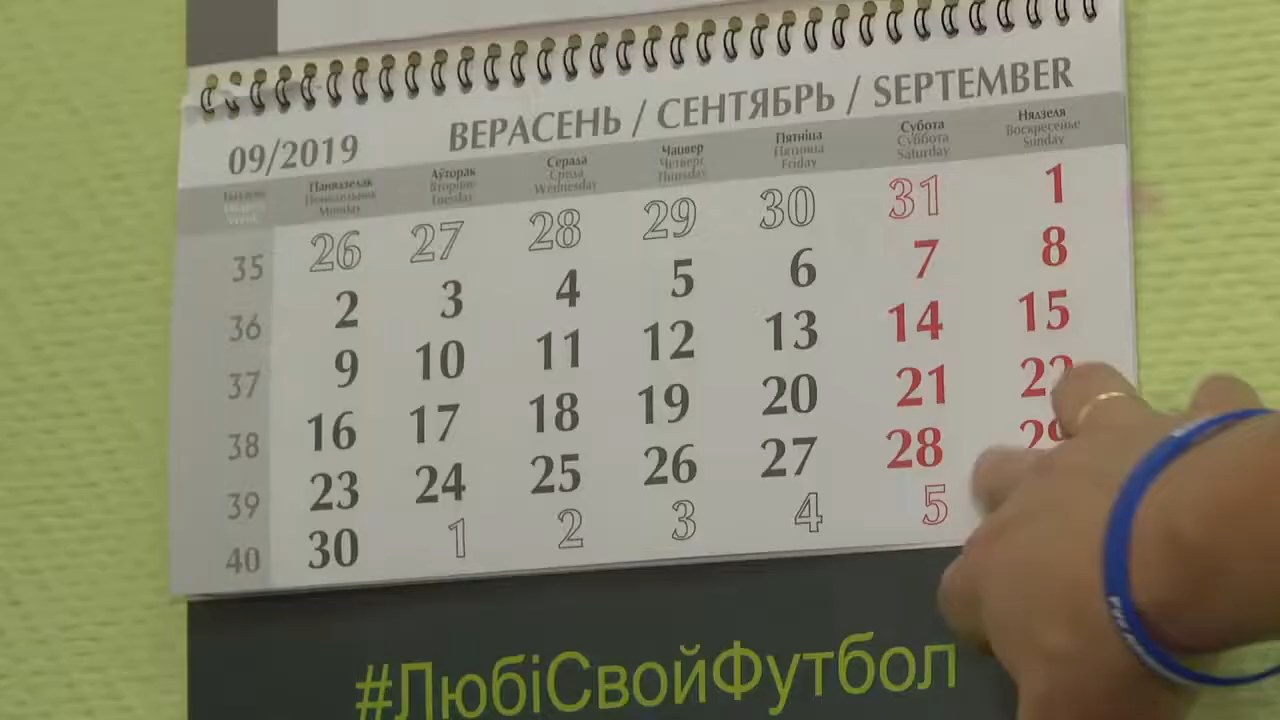 ВЕРАСЕНЬ / СЕНТЯБРЬ / SEPTEMBER
09/2019
Панядзелак Аўторак Серада Чацвер Пятніца Субота Нядзеля
Понедельник Вторник Среда Четверг Пятница Суббота Воскресенье
Monday Tuesday Wednesday Thursday Friday Saturday Sunday
35 26 27 28 29 30 31 1
36 2 3 4 5 6 7 8
37 9 10 11 12 13 14 15
38 16 17 18 19 20 21 22
39 23 24 25 26 27 28 29
40 30 1 2 3 4 5
#ЛюбіСвойФутбол